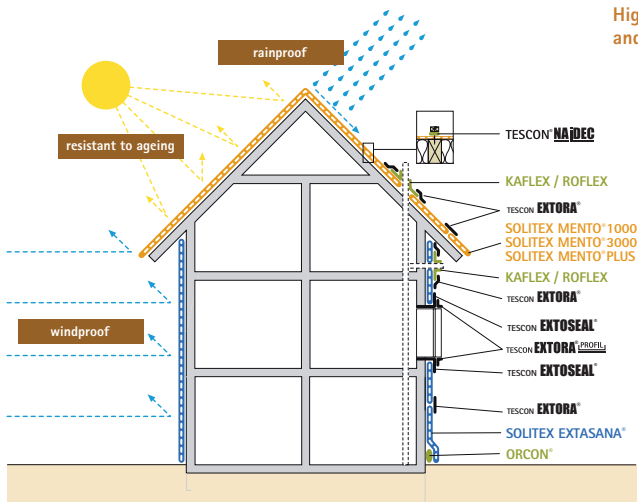 Hig
and
rainproof
resistant to ageing
windproof
TESCON® NAIDEC
KAFLEX / ROFLEX
TESCON EXTORA®
SOLITEX MENTO® 1000
SOLITEX MENTO® 3000
SOLITEX MENTO® PLUS
KAFLEX / ROFLEX
TESCON EXTORA®
TESCON EXTOSEAL®
TESCON EXTORA® PROFIL
TESCON EXTOSEAL®
TESCON EXTORA®
SOLITEX EXTASANA®
ORCON®